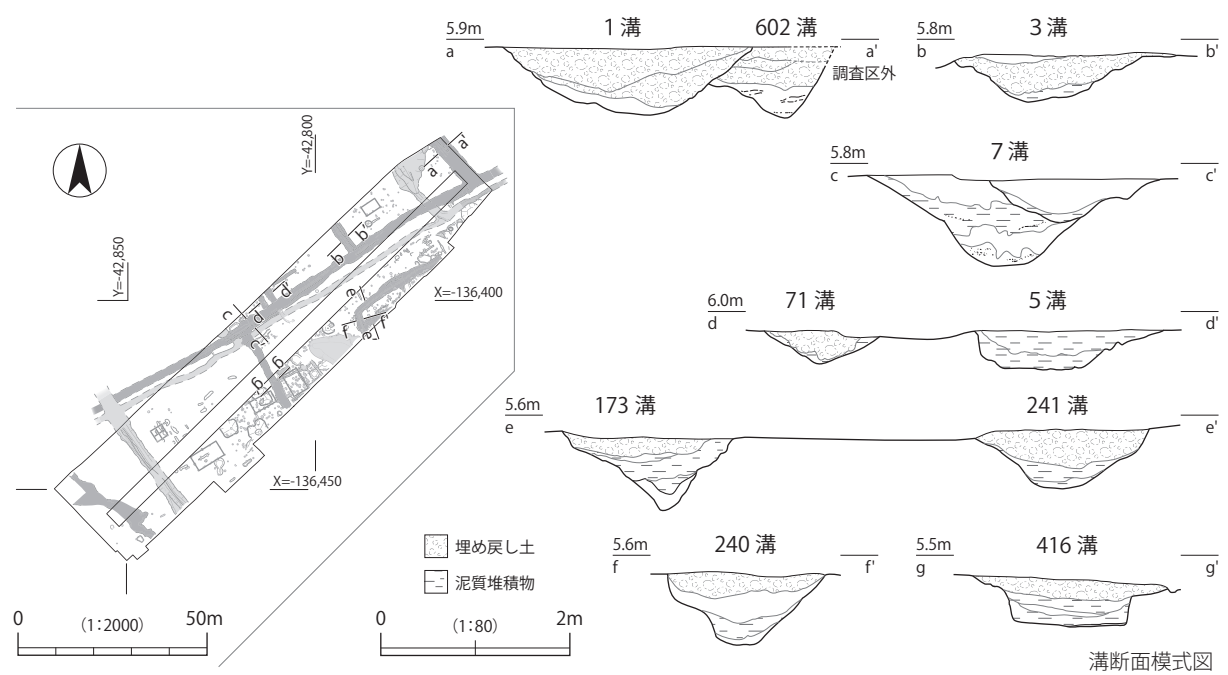 5.9m
a
1 溝
602 溝
a'
調査区外
5.8m
b
3 溝
b'
5.8m
c
7 溝
c'
6.0m
d
71 溝
5 溝
d'
5.6m
e
173 溝
241 溝
e'
5.6m
f
240 溝
f'
5.5m
g
416 溝
g'
Y=-42,800
Y=-42,850
X=-136,400
X=-136,450
a
a'
b
b'
c
c'
d
d'
e
e'
f
f'
g
g'
埋め戻し土
泥質堆積物
0
(1:2000)
50m
0
(1:80)
2m
溝断面模式図